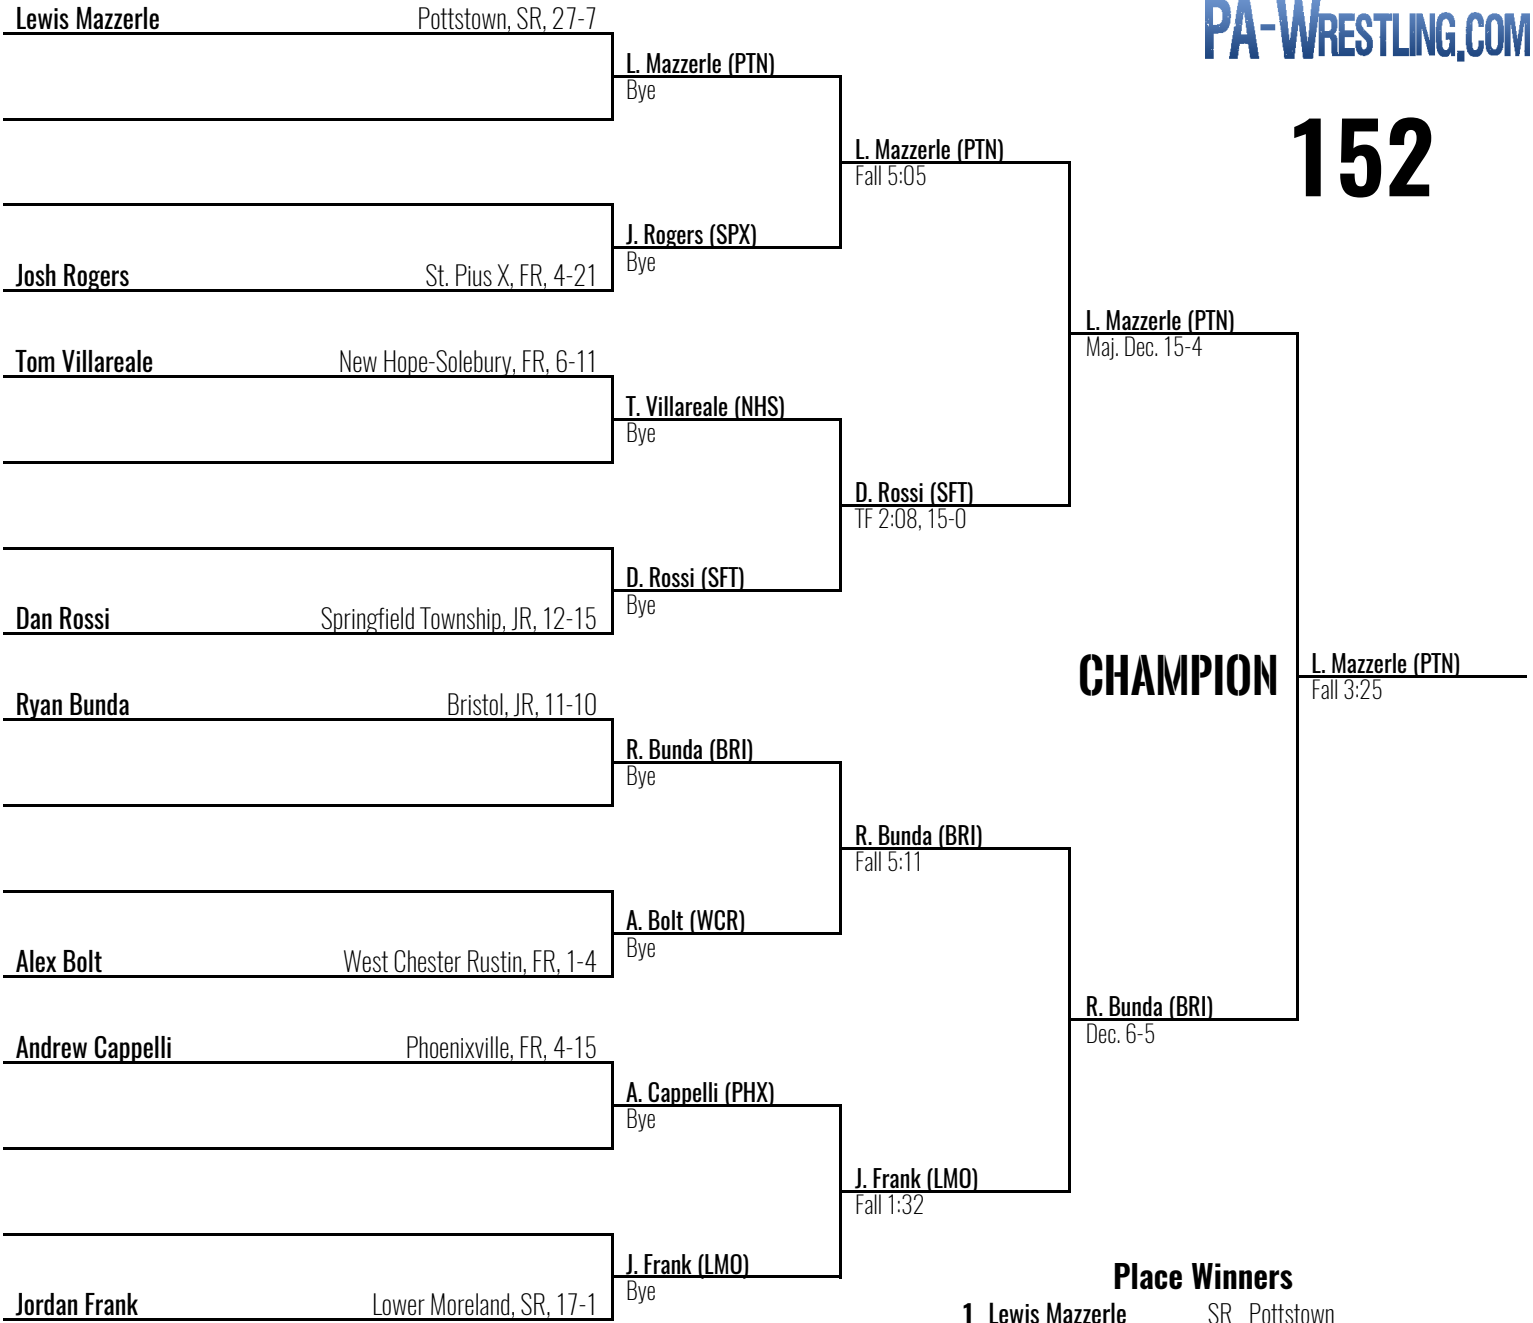 Lewis Mazzerle Pottstown, SR, 27-7
PA-WRESTLING.COM
L. Mazzerle (PTN)
Bye
152
L. Mazzerle (PTN)
Fall 5:05
J. Rogers (SPX)
Bye
Josh Rogers St. Pius X, FR, 4-21
L. Mazzerle (PTN)
Maj. Dec. 15-4
Tom Villareale New Hope-Solebury, FR, 6-11
T. Villareale (NHS)
Bye
D. Rossi (SFT)
TF 2:08, 15-0
D. Rossi (SFT)
Bye
Dan Rossi Springfield Township, JR, 12-15
CHAMPION
L. Mazzerle (PTN)
Fall 3:25
Ryan Bunda Bristol, JR, 11-10
R. Bunda (BRI)
Bye
R. Bunda (BRI)
Fall 5:11
A. Bolt (WCR)
Bye
Alex Bolt West Chester Rustin, FR, 1-4
R. Bunda (BRI)
Dec. 6-5
Andrew Cappelli Phoenixville, FR, 4-15
A. Cappelli (PHX)
Bye
J. Frank (LMO)
Fall 1:32
J. Frank (LMO)
Bye
Jordan Frank Lower Moreland, SR, 17-1
Place Winners
1 Lewis Mazzerle SR Pottstown